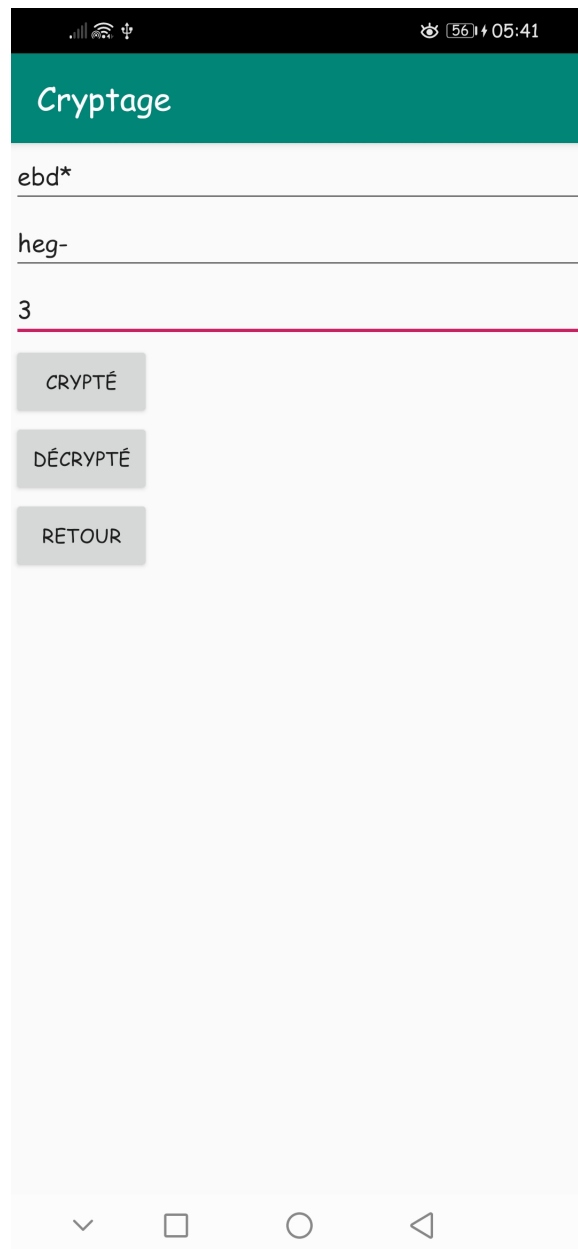 56 05:41
Cryptage
ebd*
heg-
3
CRYPTÉ
DÉCRYPTÉ
RETOUR